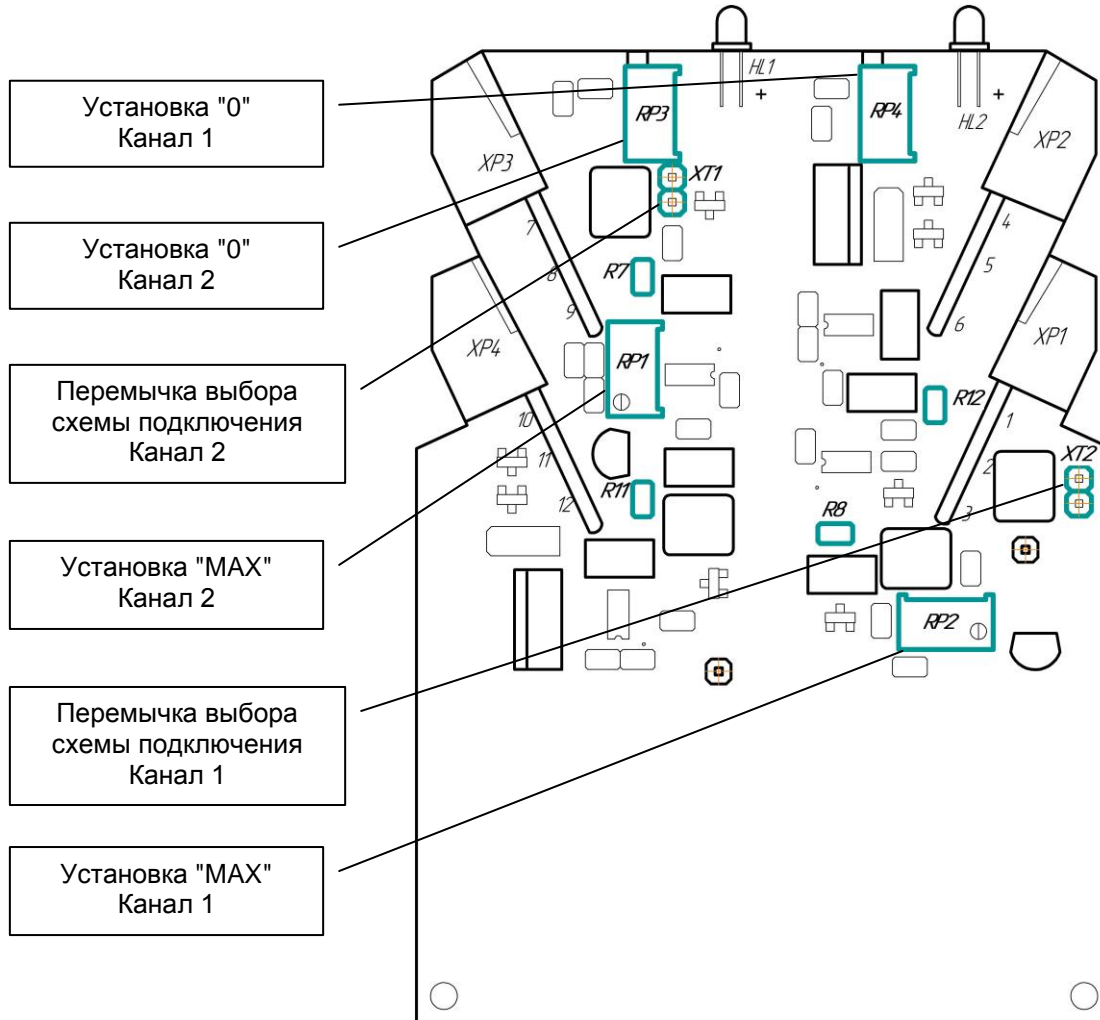 Установка "0"
Канал 1
Установка "0"
Канал 2
Перемычка выбора
схемы подключения
Канал 2
Установка "MAX"
Канал 2
Перемычка выбора
схемы подключения
Канал 1
Установка "MAX"
Канал 1
HL1
+
HL2
+
RP3
RP4
XP3
XP2
XT1
7
8
9
4
5
6
R7
XP4
RP1
XP1
R12
10
11
12
1
2
3
XT2
R11
R8
RP2